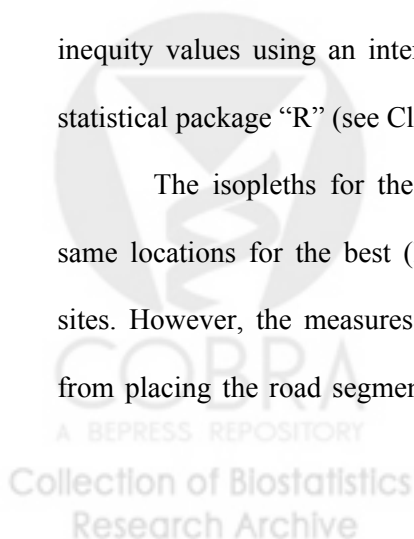 inequity values using an inte
statistical package “R” (see Cl
The isopleths for the
same locations for the best (
sites. However, the measures
from placing the road segmen
COBRA
A BEPRESS REPOSITORY
Collection of Biostatistics
Research Archive